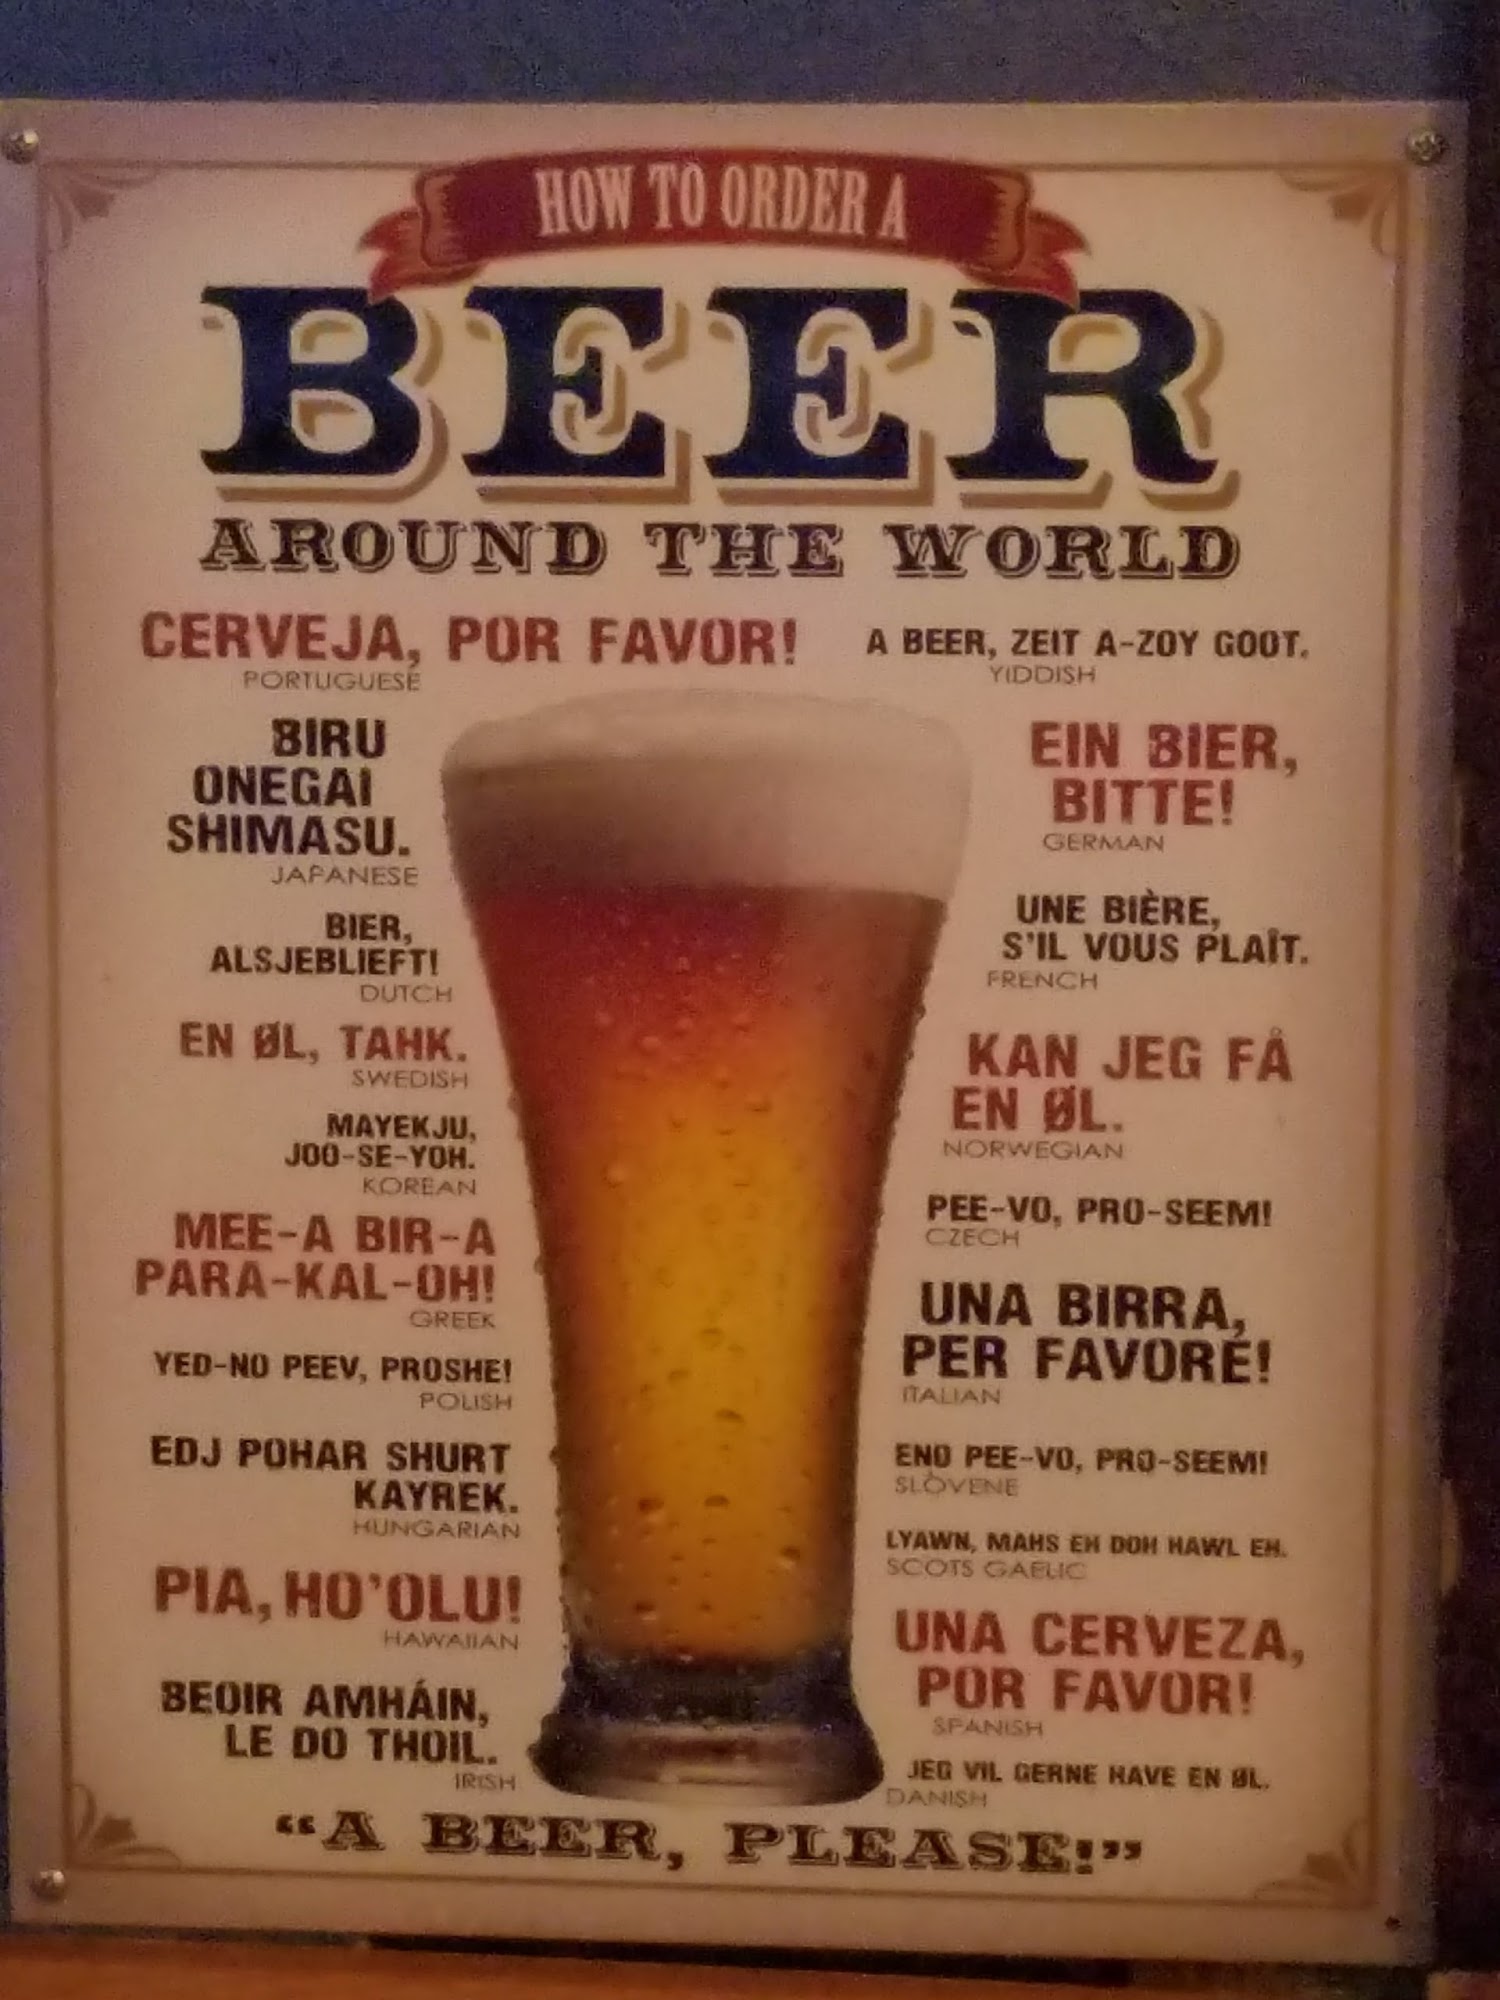 HOW TO ORDER A
BEER
AROUND THE WORLD
CERVEJA, POR FAVOR!
PORTUGUESE
BIRU
ONEGAI
SHIMASU.
JAPANESE
BIER,
ALSJEBLIEFT!
DUTCH
EN ØL, TAHK.
SWEDISH
MAYEKJU,
JOO-SE-YOH.
KOREAN
MEE-A BIR-A
PARA-KAL-OH!
GREEK
YED-NO PEEV, PROSHE!
POLISH
EDJ POHAR SHURT
KAYREK.
HUNGARIAN
PIA, HO'OLU!
HAWAIIAN
BEOIR AMHÁIN,
LE DO THOIL.
IRISH
A BEER, ZEIT A-ZOY GOOT.
YIDDISH
EIN BIER,
BITTE!
GERMAN
UNE BIÈRE,
S'IL VOUS PLAÎT.
FRENCH
KAN JEG FÅ
EN ØL.
NORWEGIAN
PEE-VO, PRO-SEEM!
CZECH
UNA BIRRA,
PER FAVORE!
ITALIAN
ENO PEE-VO, PRO-SEEM!
SLOVENE
LYAWN, MAHS EH DOH HAWL EH.
SCOTS GAELIC
UNA CERVEZA,
POR FAVOR!
SPANISH
JEG VIL GERNE HAVE EN ØL.
DANISH
“A BEER, PLEASE!”